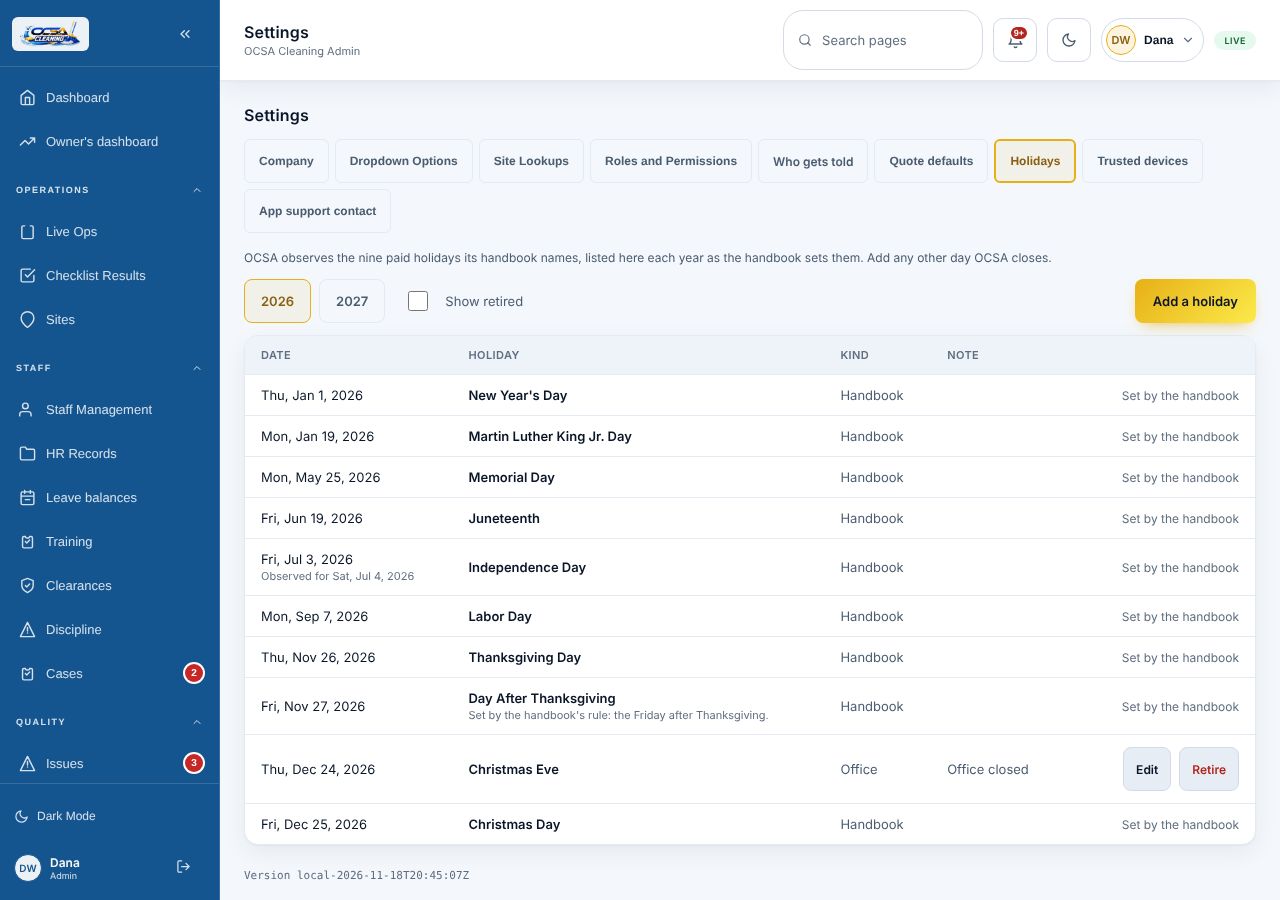 OCSA
CLEANING
Settings
OCSA Cleaning Admin
Search pages
9+
DW
Dana
LIVE
Dashboard
Owner's dashboard
OPERATIONS
Live Ops
Checklist Results
Sites
STAFF
Staff Management
HR Records
Leave balances
Training
Clearances
Discipline
Cases
2
QUALITY
Issues
3
Dark Mode
DW
Dana
Admin
Settings
Company
Dropdown Options
Site Lookups
Roles and Permissions
Who gets told
Quote defaults
Holidays
Trusted devices
App support contact
OCSA observes the nine paid holidays its handbook names, listed here each year as the handbook sets them. Add any other day OCSA closes.
2026
2027
Show retired
Add a holiday
DATE HOLIDAY KIND NOTE
Thu, Jan 1, 2026 New Year's Day Handbook Set by the handbook
Mon, Jan 19, 2026 Martin Luther King Jr. Day Handbook Set by the handbook
Mon, May 25, 2026 Memorial Day Handbook Set by the handbook
Fri, Jun 19, 2026 Juneteenth Handbook Set by the handbook
Fri, Jul 3, 2026
Observed for Sat, Jul 4, 2026
Independence Day Handbook Set by the handbook
Mon, Sep 7, 2026 Labor Day Handbook Set by the handbook
Thu, Nov 26, 2026 Thanksgiving Day Handbook Set by the handbook
Fri, Nov 27, 2026 Day After Thanksgiving
Set by the handbook's rule: the Friday after Thanksgiving.
Handbook Set by the handbook
Thu, Dec 24, 2026 Christmas Eve Office Office closed Edit Retire
Fri, Dec 25, 2026 Christmas Day Handbook Set by the handbook
Version local-2026-11-18T20:45:07Z